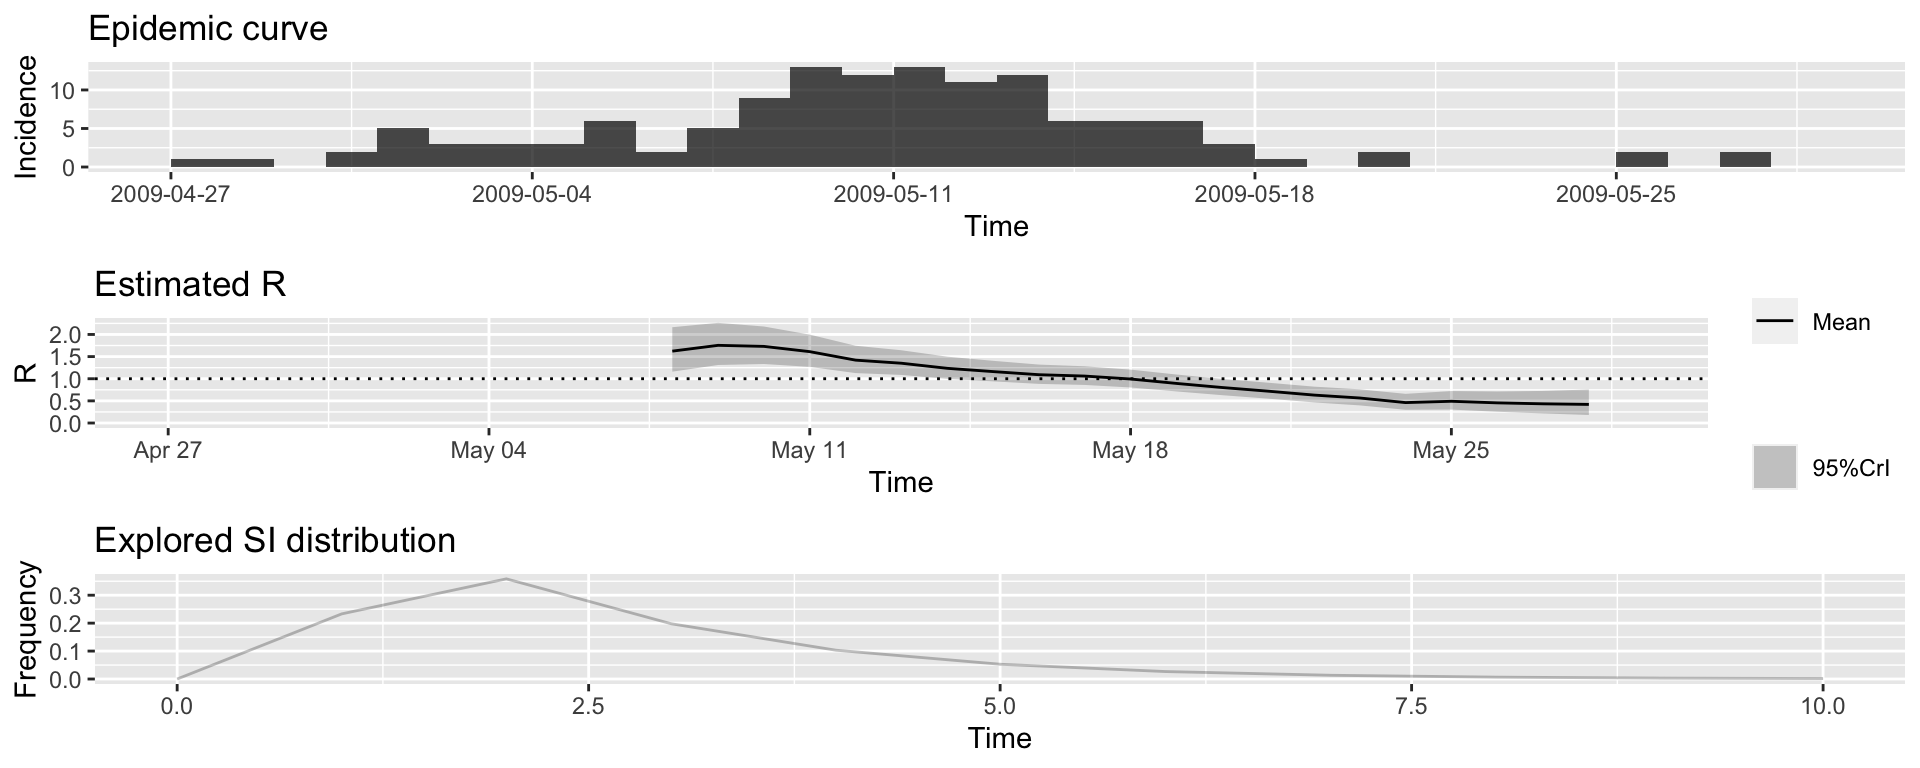 Epidemic curve
Incidence
10
5
0
2009-04-27 2009-05-04 2009-05-11 2009-05-18 2009-05-25
Time
Estimated R
R
2.0
1.5
1.0
0.5
0.0
Apr 27 May 04 May 11 May 18 May 25
Time
Mean
95%CrI
Explored SI distribution
Frequency
0.3
0.2
0.1
0.0
0.0 2.5 5.0 7.5 10.0
Time